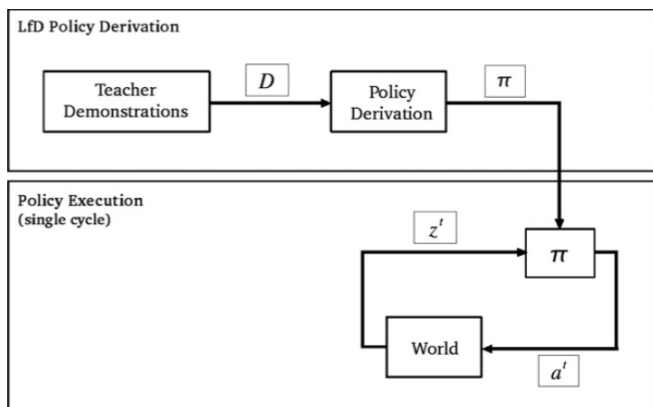 LfD Policy Derivation
Teacher
Demonstrations
D
Policy
Derivation
π
Policy Execution
(single cycle)
z^t
π
World
a^t